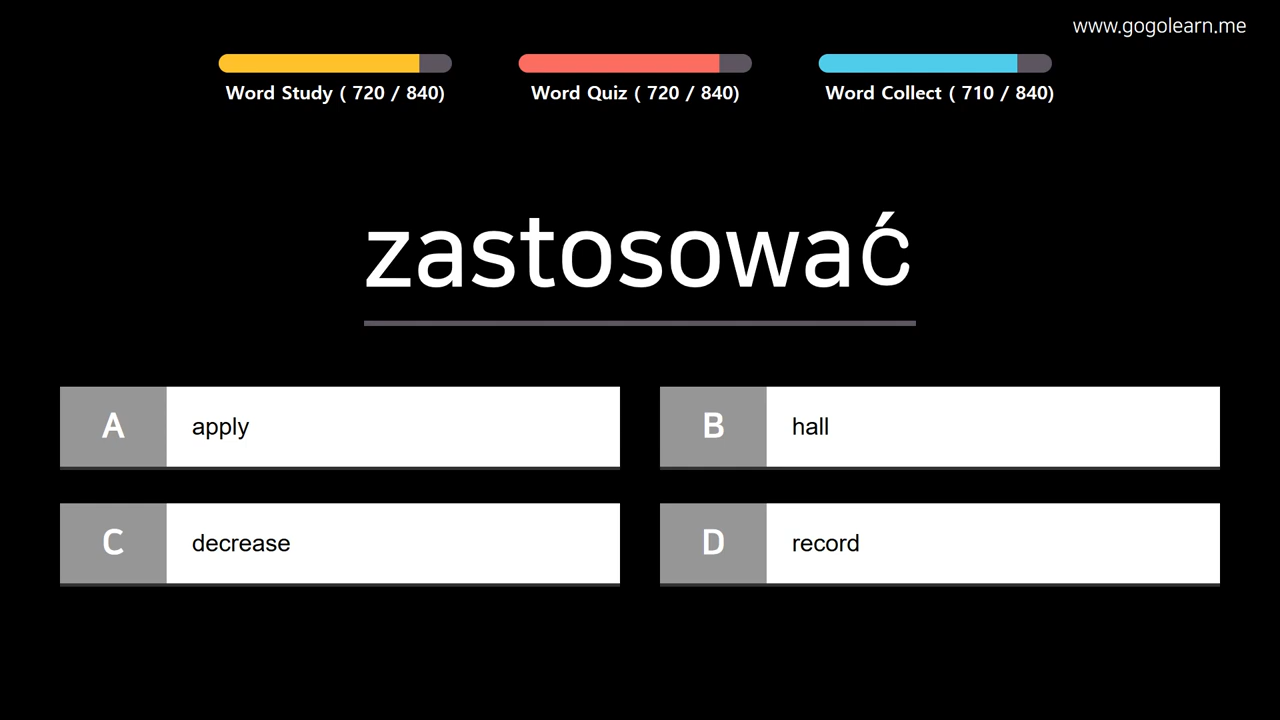 www.gogolearn.me
Word Study ( 720 / 840)
Word Quiz ( 720 / 840)
Word Collect ( 710 / 840)
zastosować
A apply
B hall
C decrease
D record